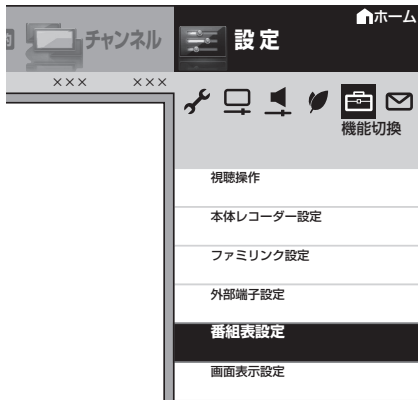 ホーム
チャンネル
設定
××× ×××
機能切換
視聴操作
本体レコーダー設定
ファミリンク設定
外部端子設定
番組表設定
画面表示設定